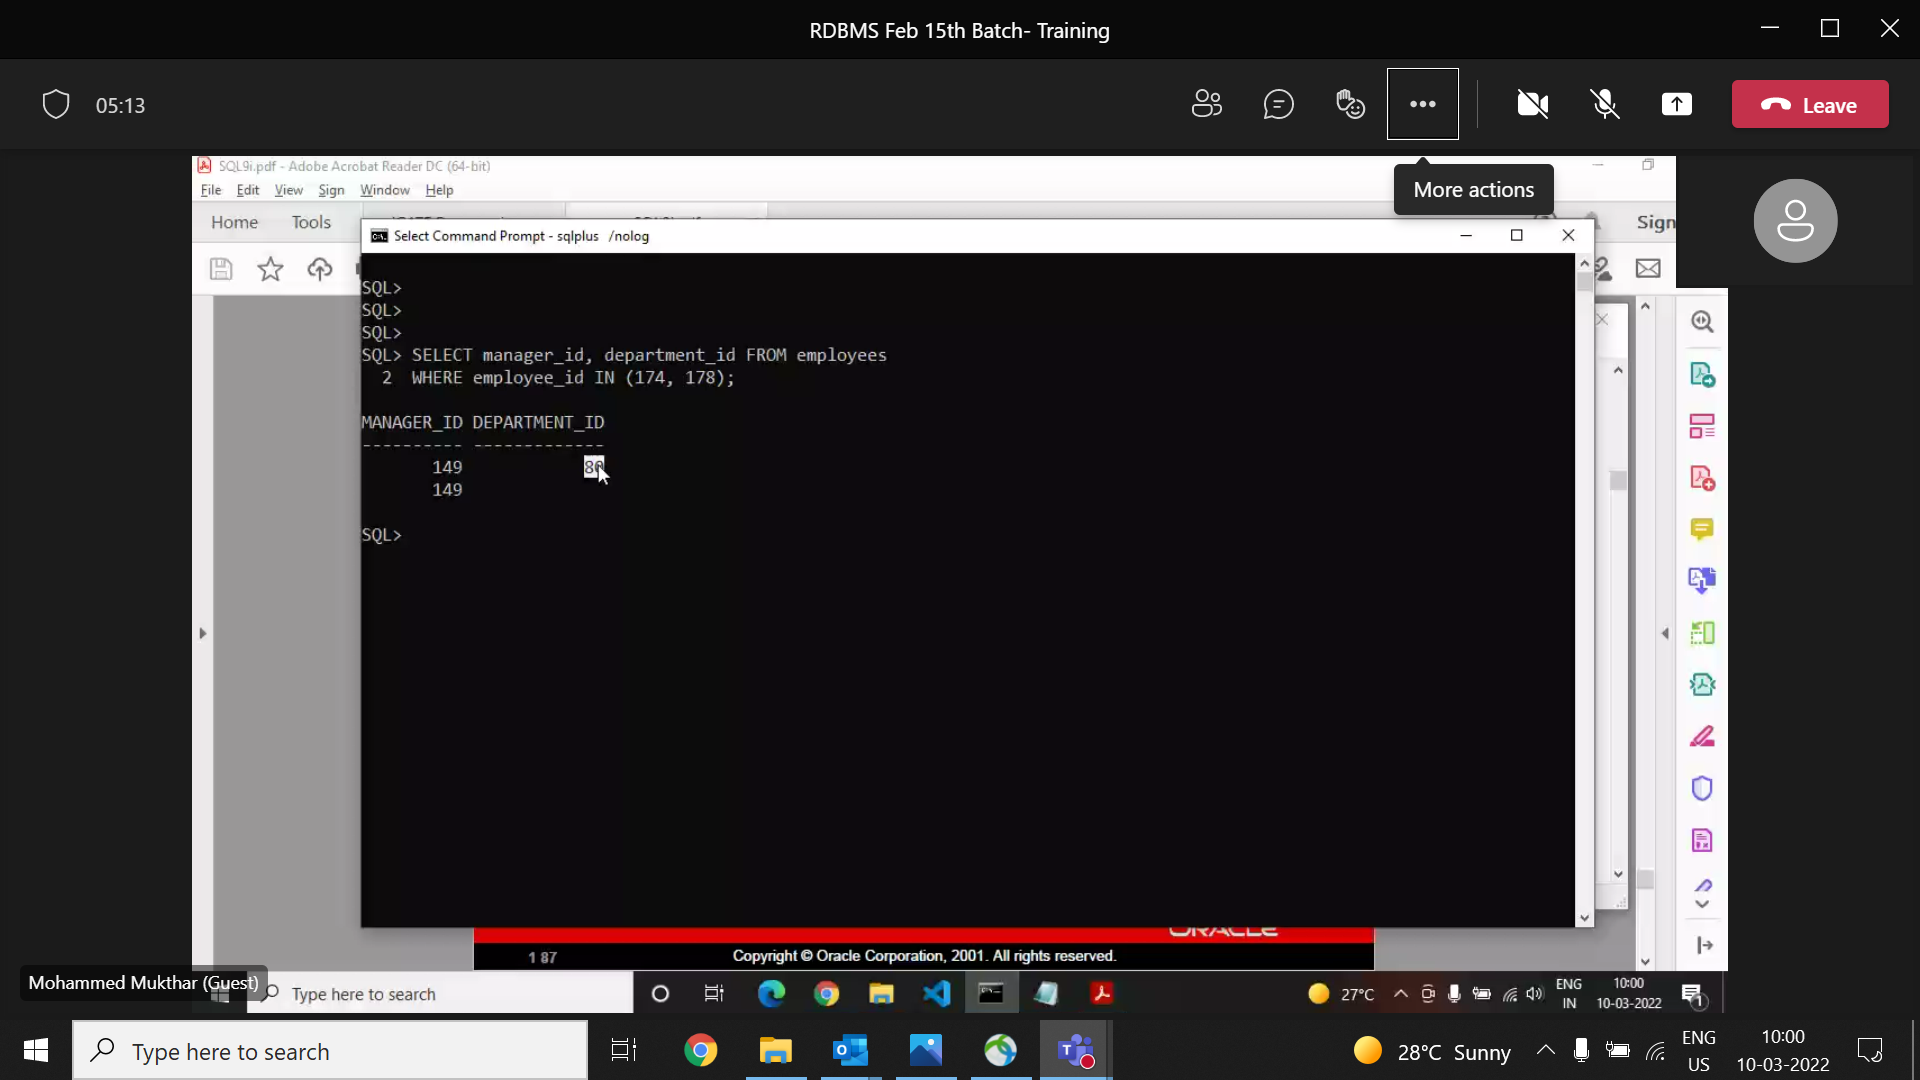 RDBMS Feb 15th Batch- Training
05:13
Leave
More actions
SQL9i.pdf - Adobe Acrobat Reader DC (64-bit)
File Edit View Sign Window Help
Home Tools
Sign
Select Command Prompt - sqlplus /nolog
SQL>
SQL>
SQL>
SQL> SELECT manager_id, department_id FROM employees
2 WHERE employee_id IN (174, 178);
MANAGER_ID DEPARTMENT_ID
---------- -------------
149 80
149
SQL>
ORACLE
1 87
Copyright © Oracle Corporation, 2001. All rights reserved.
Mohammed Mukthar (Guest)
Type here to search
27°C
ENG
IN
10:00
10-03-2022
1
Type here to search
28°C Sunny
ENG
US
10:00
10-03-2022